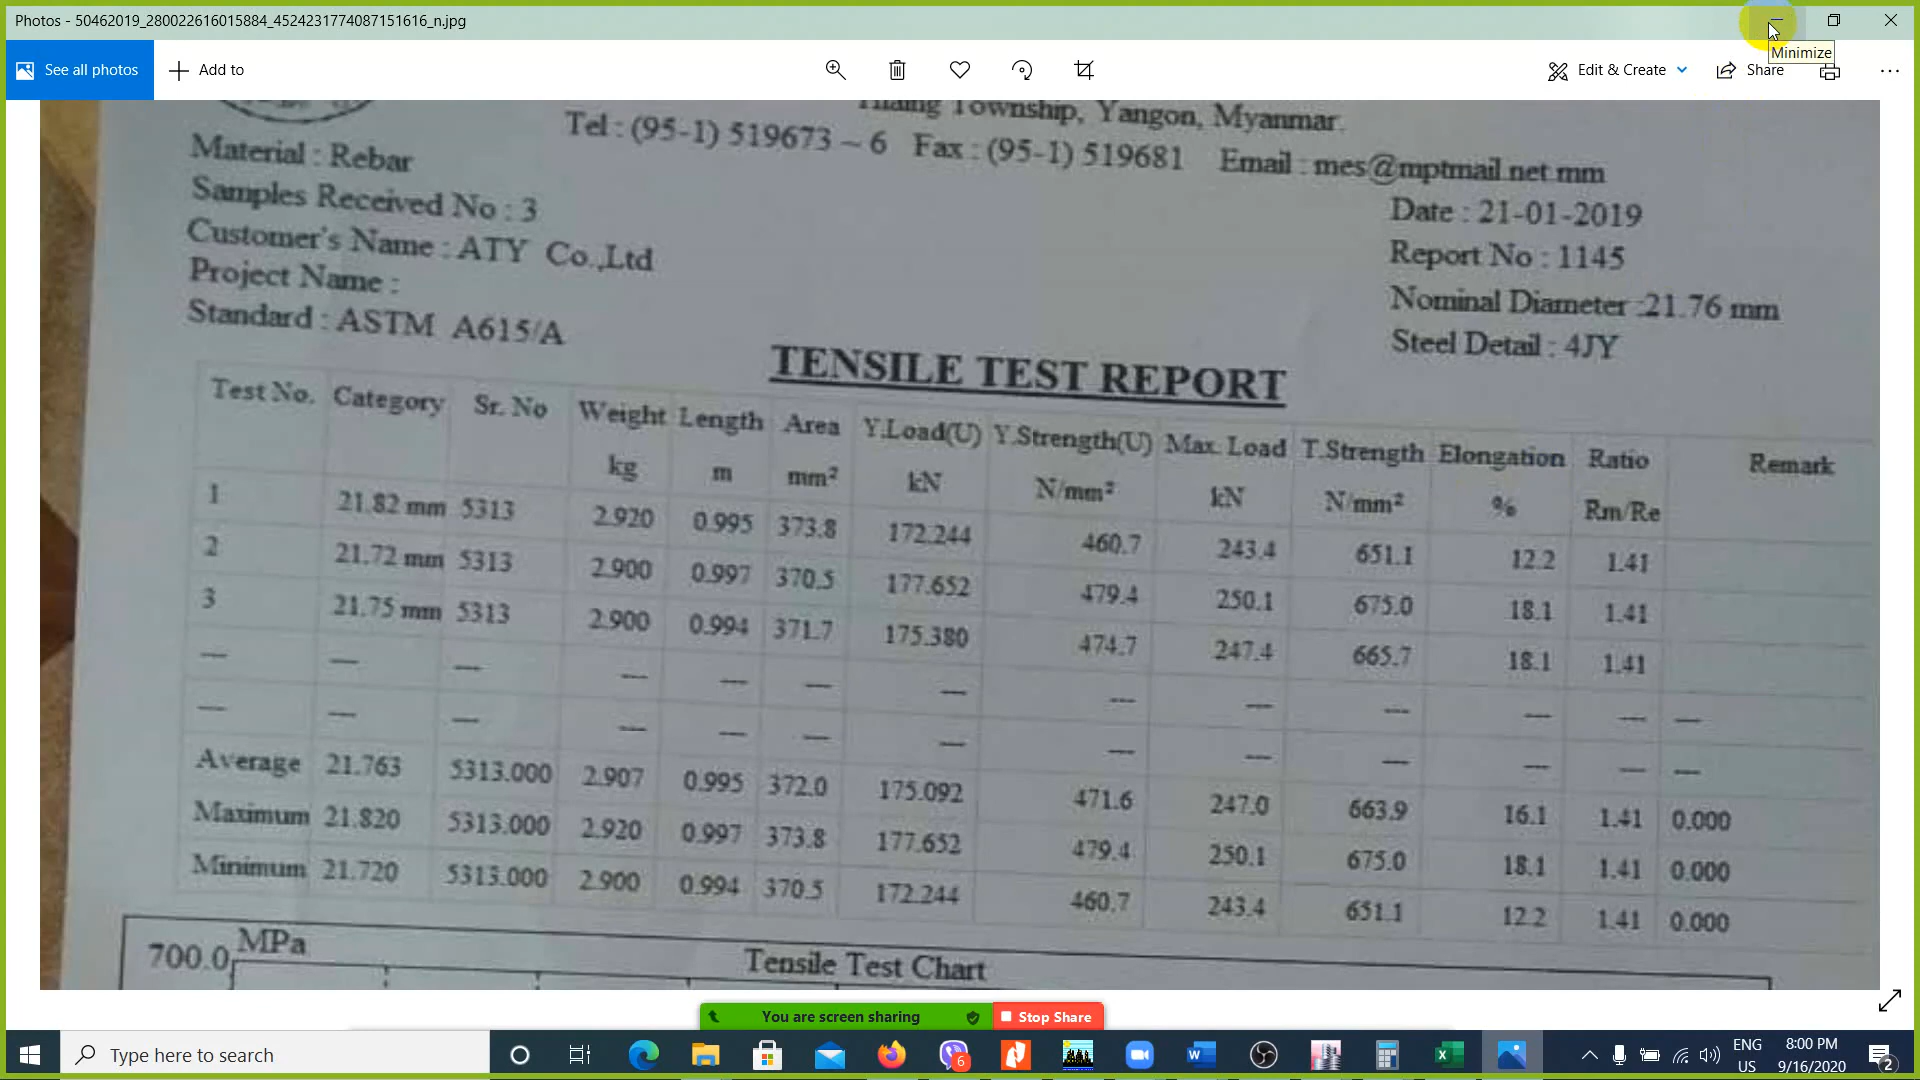 Photos - 50462019_280022616015884_4524231774087151616_n.jpg
Minimize
See all photos
Add to
Edit & Create
Share
Township, Yangon, Myanmar.
Tel : (95-1) 519673 ~ 6 Fax : (95-1) 519681 Email : mes@mptmail.net.mm
Material : Rebar
Samples Received No : 3
Customer's Name : ATY Co.,Ltd
Project Name :
Standard : ASTM A615/A
Date : 21-01-2019
Report No : 1145
Nominal Diameter :21.76 mm
Steel Detail : 4JY
TENSILE TEST REPORT
Test No. Category Sr. No Weight Length Area Y.Load(U) Y.Strength(U) Max. Load T.Strength Elongation Ratio Remark
kg m mm² kN N/mm² kN N/mm² % Rm/Re
1 21.82 mm 5313 2.920 0.995 373.8 172.244 460.7 243.4 651.1 12.2 1.41
2 21.72 mm 5313 2.900 0.997 370.5 177.652 479.4 250.1 675.0 18.1 1.41
3 21.75 mm 5313 2.900 0.994 371.7 175.380 474.7 247.4 665.7 18.1 1.41
--- --- --- --- --- --- --- --- --- --- --- --- ---
--- --- --- --- --- --- --- --- --- --- --- --- ---
Average 21.763 5313.000 2.907 0.995 372.0 175.092 471.6 247.0 663.9 16.1 1.41 0.000
Maximum 21.820 5313.000 2.920 0.997 373.8 177.652 479.4 250.1 675.0 18.1 1.41 0.000
Minimum 21.720 5313.000 2.900 0.994 370.5 172.244 460.7 243.4 651.1 12.2 1.41 0.000
700.0 MPa Tensile Test Chart
You are screen sharing Stop Share
Type here to search
6
ENG
US
8:00 PM
9/16/2020
2